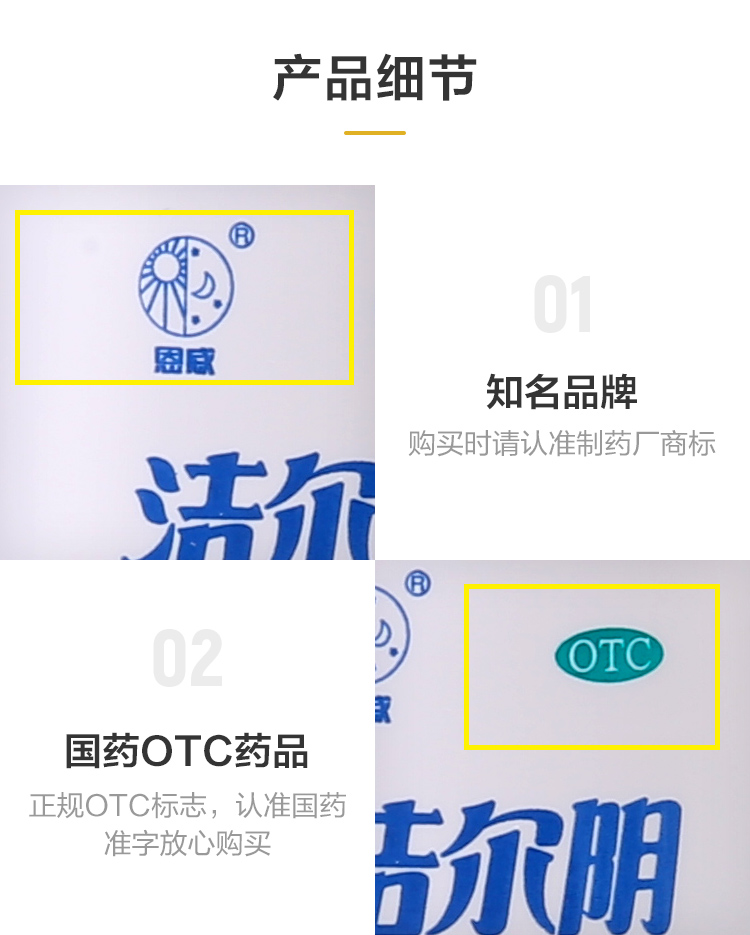 产品细节
®
恩威
洁尔
01
知名品牌
购买时请认准制药厂商标
02
国药OTC药品
正规OTC标志，认准国药
准字放心购买
®
威
OTC
洁尔阴